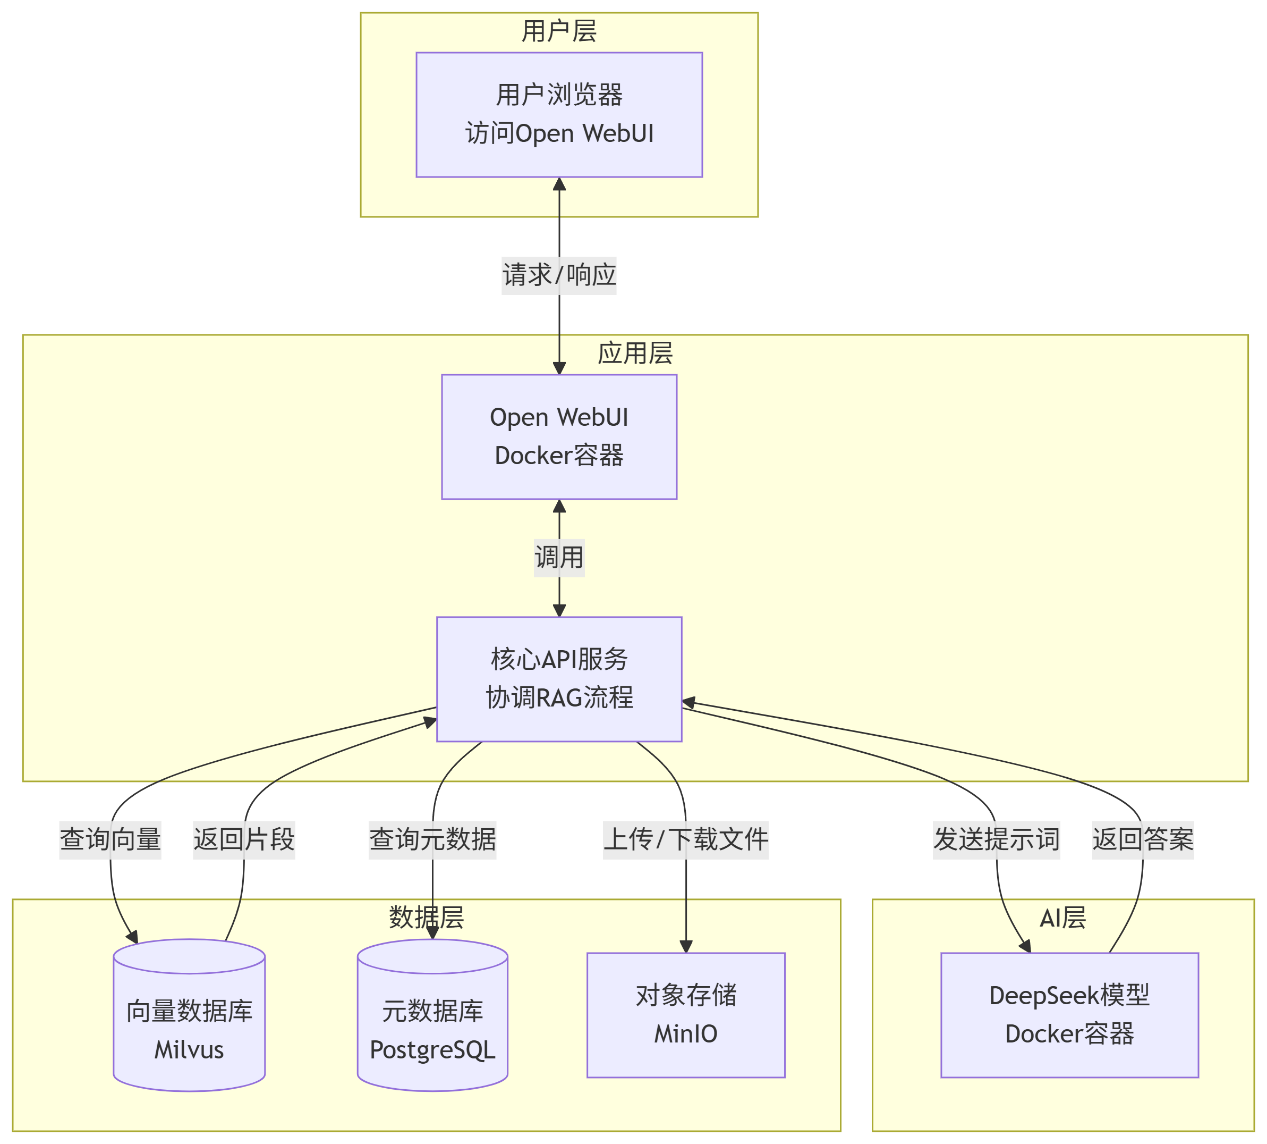 用户层
用户浏览器
访问Open WebUI
请求/响应
应用层
Open WebUI
Docker容器
调用
核心API服务
协调RAG流程
查询向量
返回片段
查询元数据
上传/下载文件
发送提示词
返回答案
数据层
向量数据库
Milvus
元数据库
PostgreSQL
对象存储
MinIO
AI层
DeepSeek模型
Docker容器